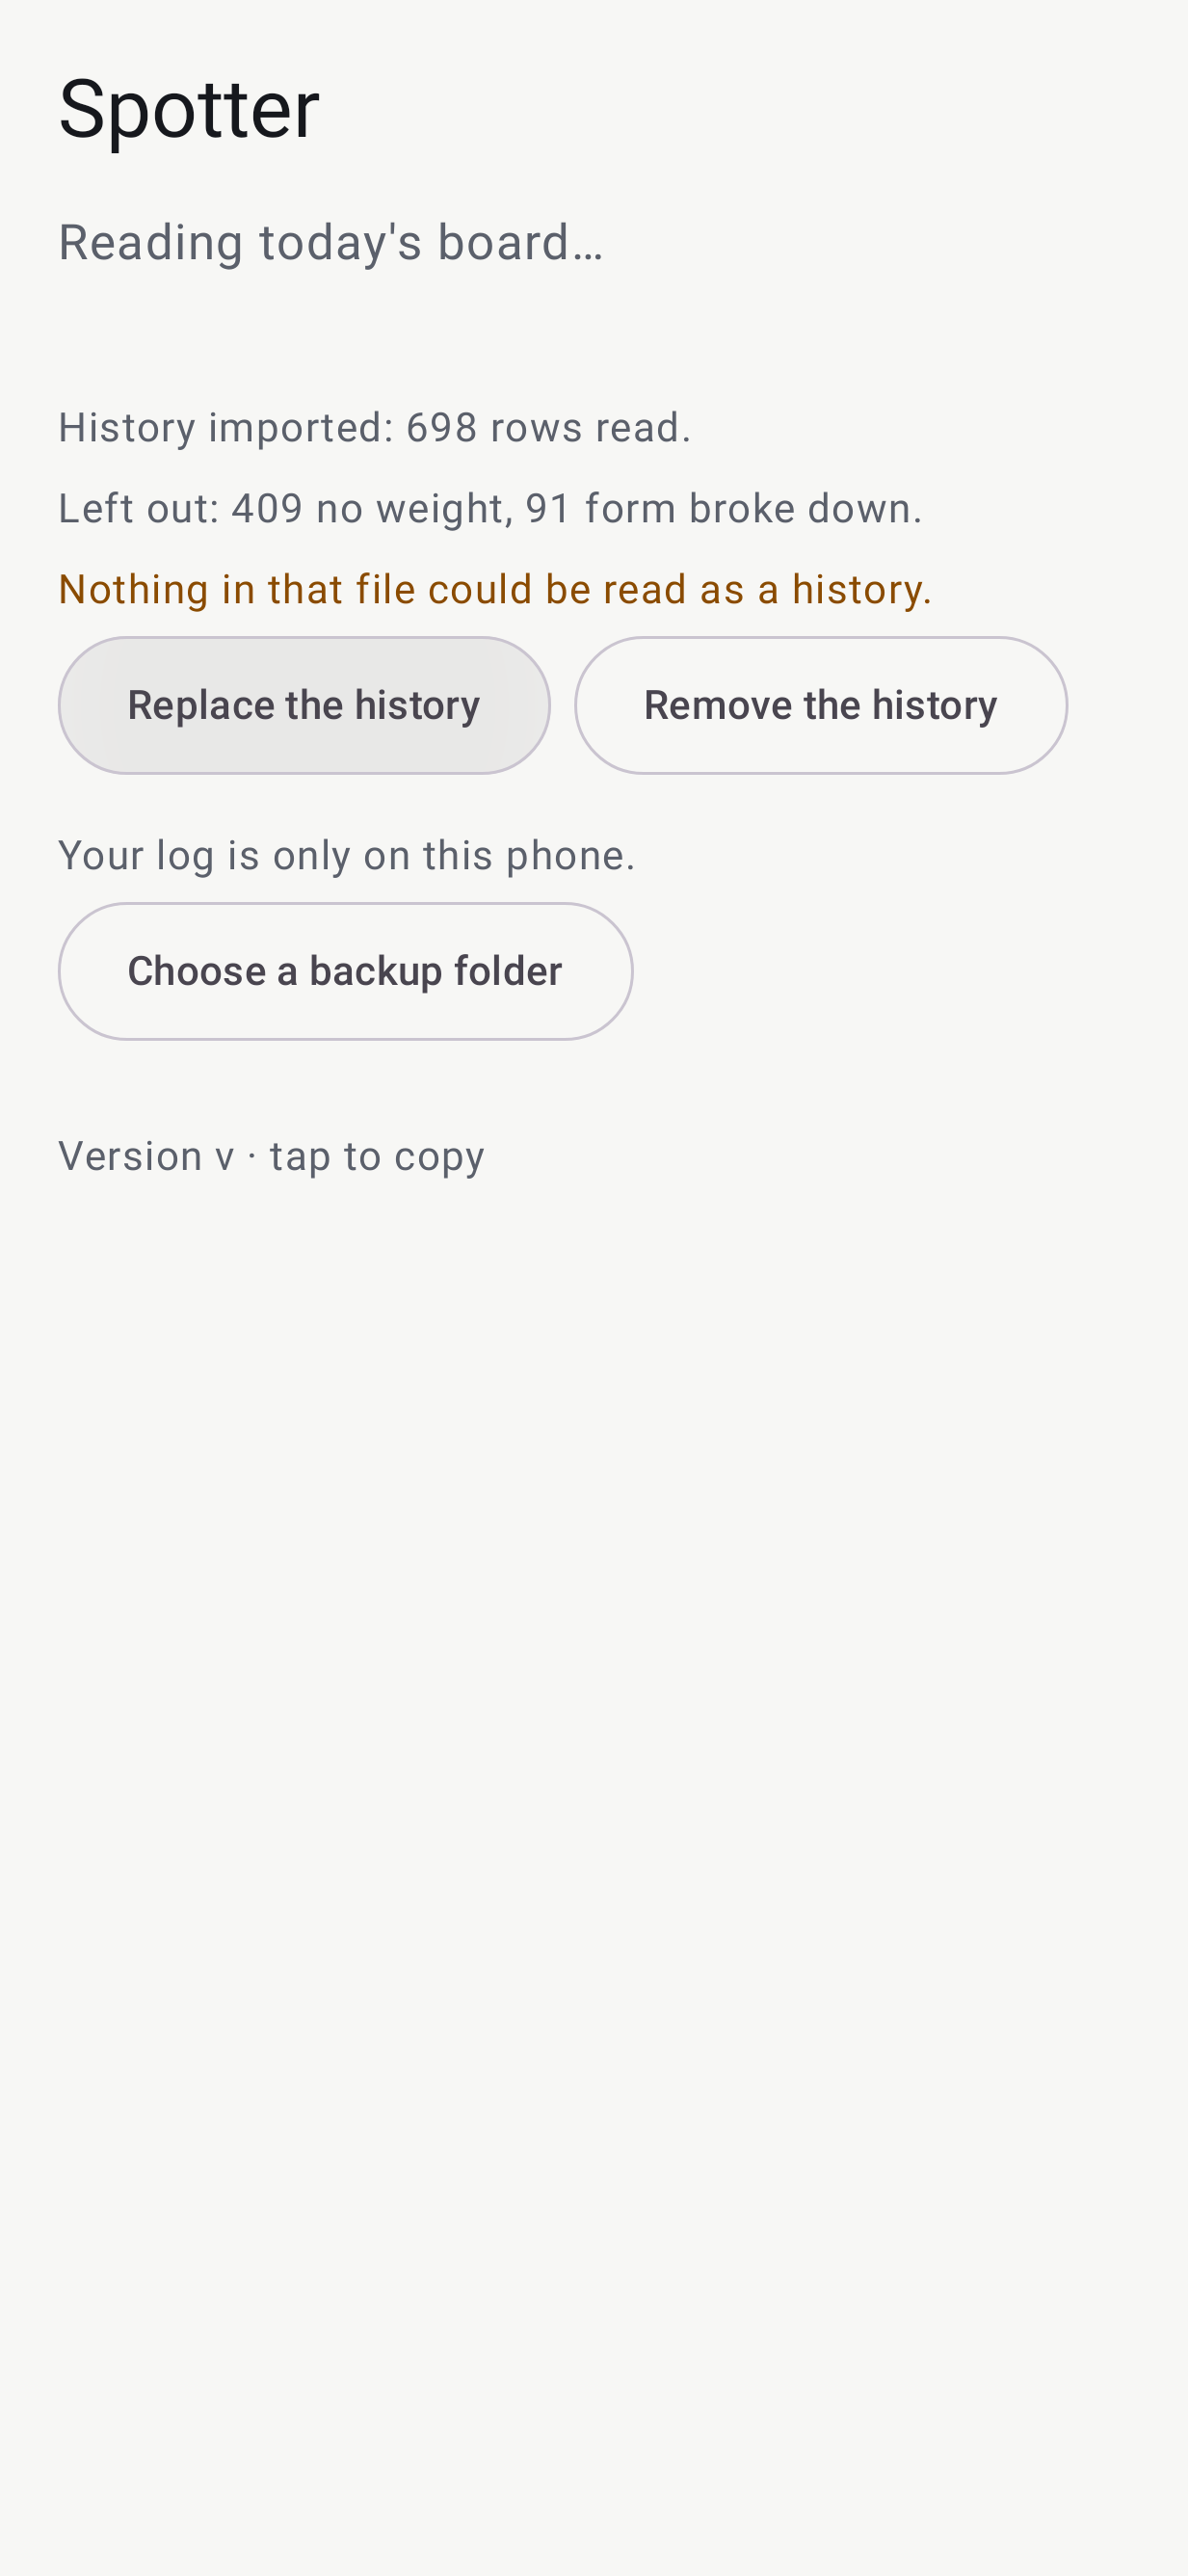 Spotter
Reading today's board…
History imported: 698 rows read.
Left out: 409 no weight, 91 form broke down.
Nothing in that file could be read as a history.
Replace the history
Remove the history
Your log is only on this phone.
Choose a backup folder
Version v · tap to copy